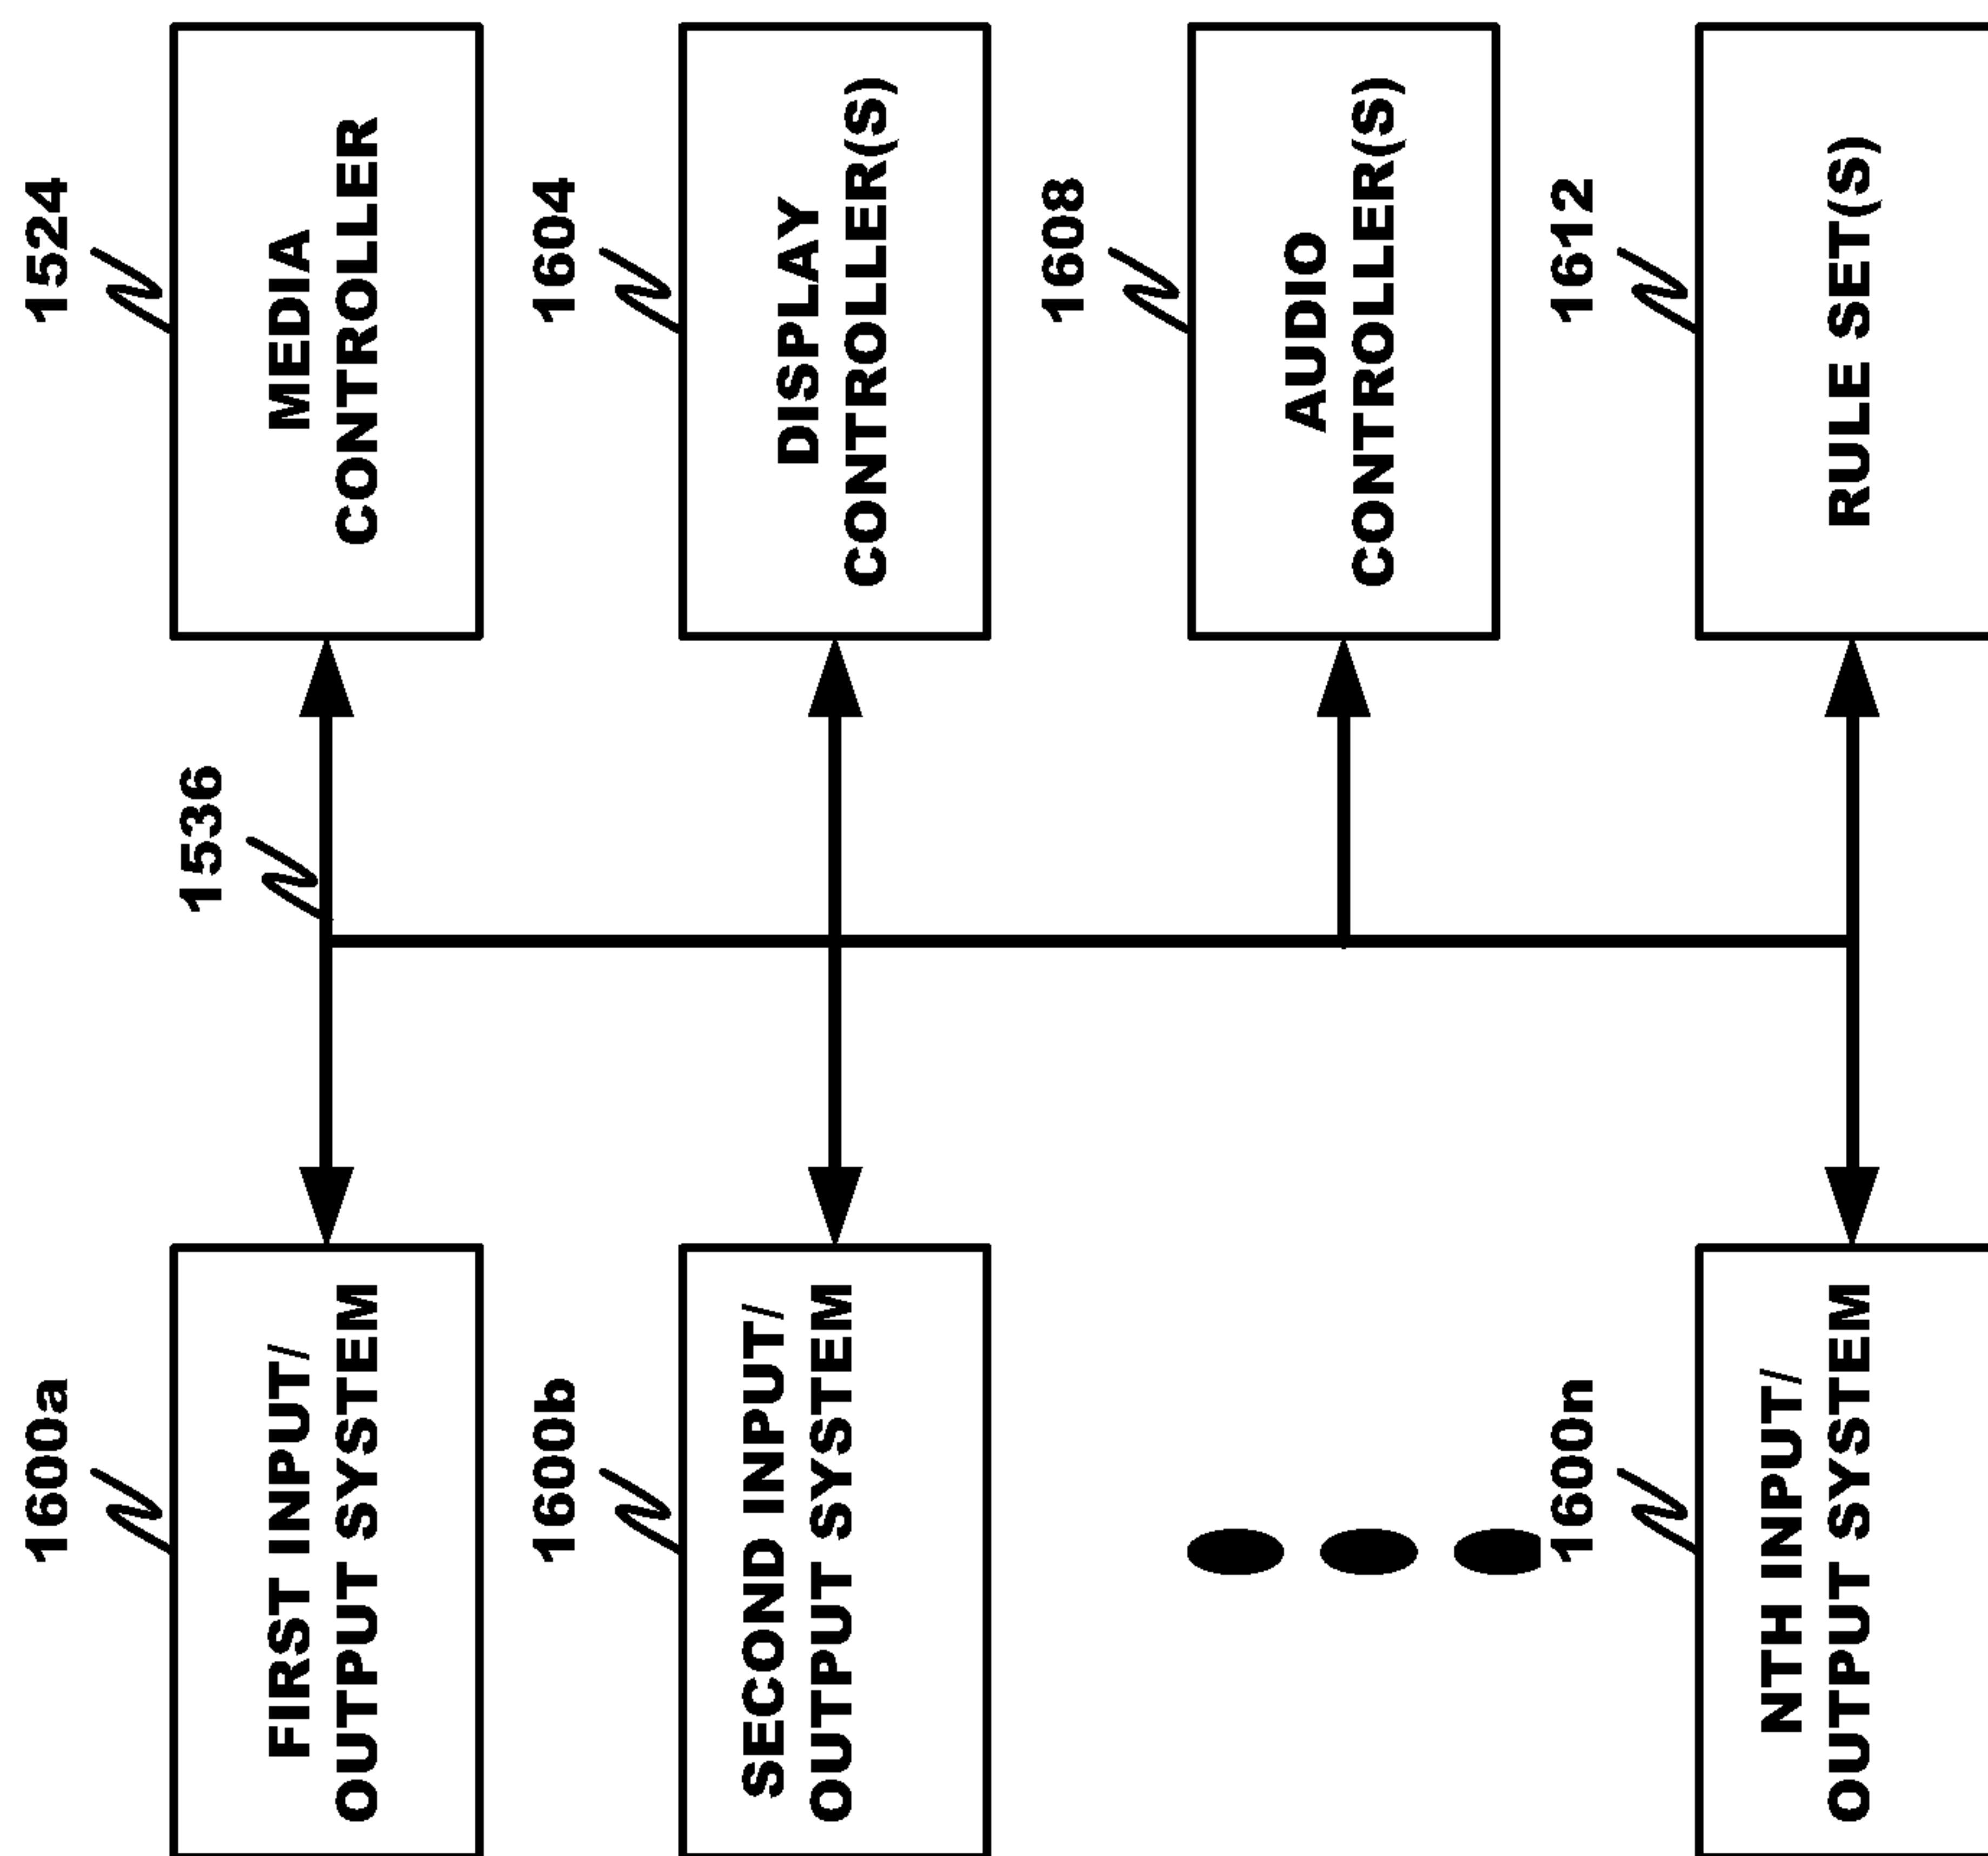 1600a
FIRST INPUT/
OUTPUT SYSTEM
1536
1524
MEDIA
CONTROLLER
1600b
SECOND INPUT/
OUTPUT SYSTEM
1604
DISPLAY
CONTROLLER(S)
1608
AUDIO
CONTROLLER(S)
1600n
NTH INPUT/
OUTPUT SYSTEM
1612
RULE SET(S)